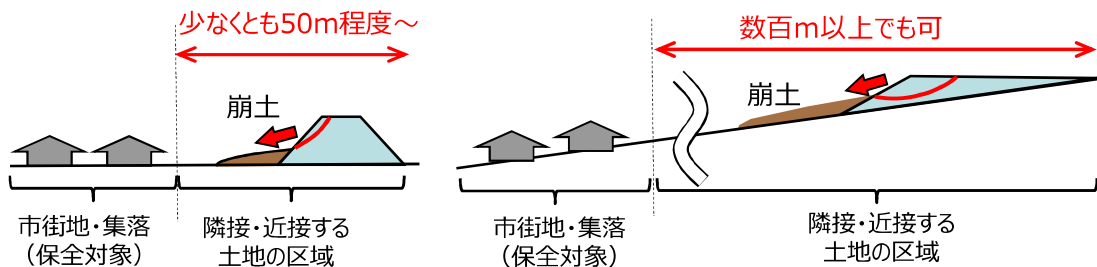 少なくとも50m程度～
崩土
市街地・集落
（保全対象）
隣接・近接する
土地の区域
数百m以上でも可
崩土
市街地・集落
（保全対象）
隣接・近接する
土地の区域